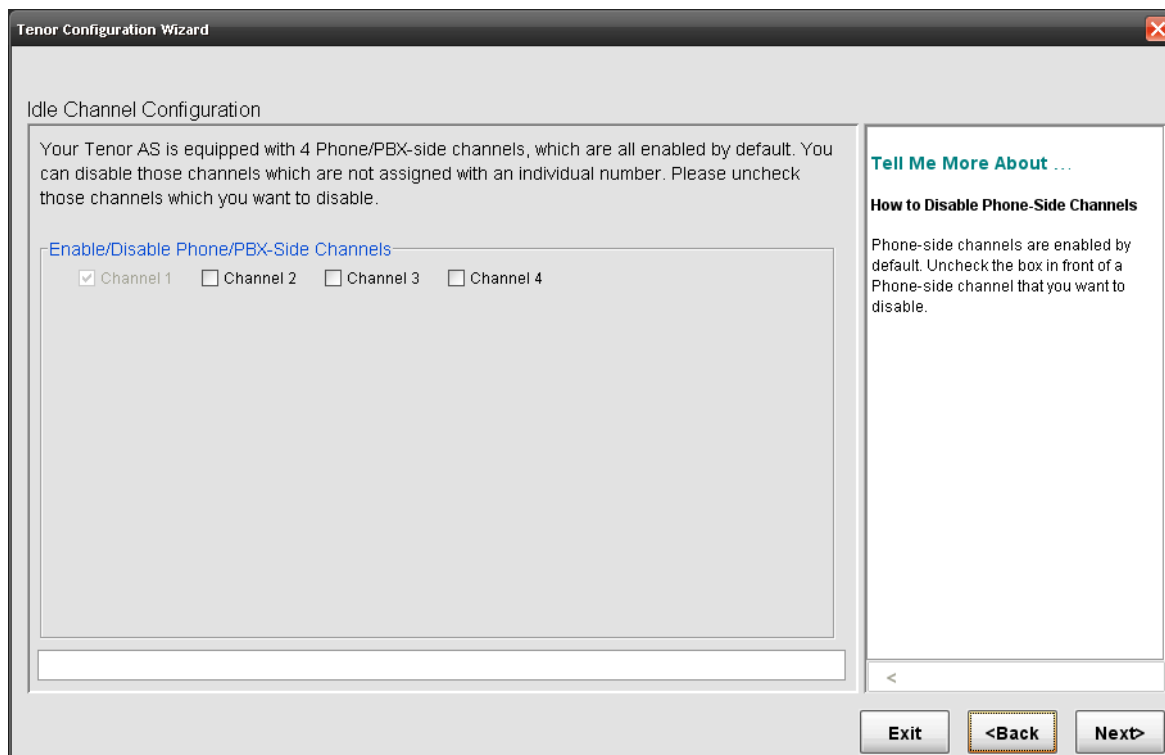 Tenor Configuration Wizard
Idle Channel Configuration
Your Tenor AS is equipped with 4 Phone/PBX-side channels, which are all enabled by default. You
can disable those channels which are not assigned with an individual number. Please uncheck
those channels which you want to disable.
Enable/Disable Phone/PBX-Side Channels
Channel 1 Channel 2 Channel 3 Channel 4
Tell Me More About ...
How to Disable Phone-Side Channels
Phone-side channels are enabled by
default. Uncheck the box in front of a
Phone-side channel that you want to
disable.
<
Exit <Back Next>